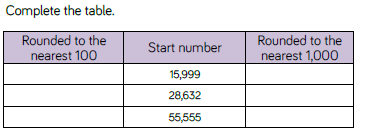 Complete the table.
Rounded to the nearest 100 Start number Rounded to the nearest 1,000
15,999
28,632
55,555